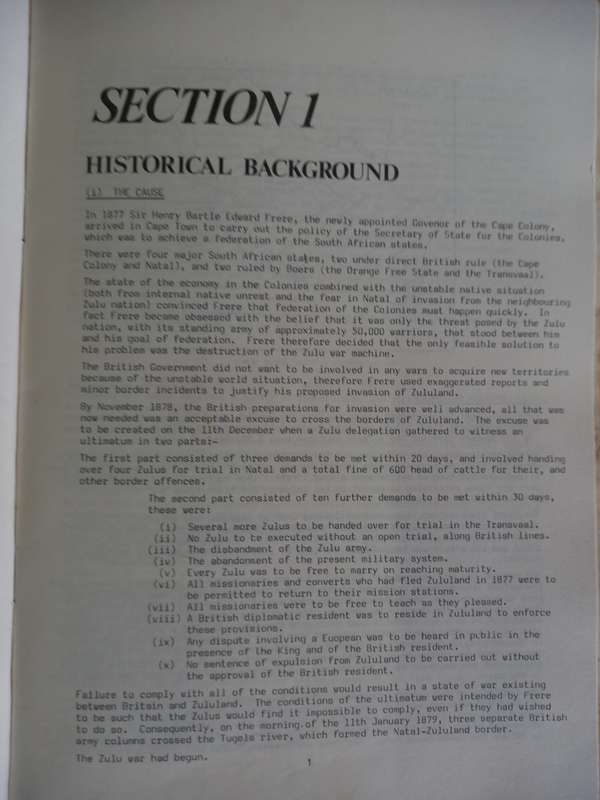 SECTION 1
HISTORICAL BACKGROUND
(i) THE CAUSE
In 1877 Sir Henry Bartle Edward Frere, the newly appointed Govenor of the Cape Colony,
arrived in Cape Town to carry out the policy of the Secretary of State for the Colonies,
which was to achieve a federation of the South African states.
There were four major South African states, two under direct British rule (the Cape
Colony and Natal), and two ruled by Boers (the Orange Free State and the Transvaal).
The state of the economy in the Colonies combined with the unstable native situation
(both from internal native unrest and the fear in Natal of invasion from the neighbouring
Zulu nation) convinced Frere that federation of the Colonies must happen quickly. In
fact Frere became obsessed with the belief that it was only the threat posed by the Zulu
nation, with its standing army of approximately 50,000 warriors, that stood between his
and his goal of federation. Frere therefore decided that the only feasible solution to
his problem was the destruction of the Zulu war machine.
The British Government did not want to be involved in any wars to acquire new territories
because of the unstable world situation, therefore Frere used exaggerated reports and
minor border incidents to justify his proposed invasion of Zululand.
By November 1878, the British preparations for invasion were well advanced, all that was
now needed was an acceptable excuse to cross the borders of Zululand. The excuse was
to be created on the 11th December when a Zulu delegation gathered to witness an
ultimatum in two parts:-
The first part consisted of three demands to be met within 20 days, and involved handing
over four Zulus for trial in Natal and a total fine of 600 head of cattle for their, and
other border offences.
The second part consisted of ten further demands to be met within 30 days,
these were:
(i) Several more Zulus to be handed over for trial in the Transvaal.
(ii) No Zulu to be executed without an open trial, along British lines.
(iii) The disbandment of the Zulu army.
(iv) The abandonment of the present military system.
(v) Every Zulu was to be free to marry on reaching maturity.
(vi) All missionaries and converts who had fled Zululand in 1877 were to
be permitted to return to their mission stations.
(vii) All missionaries were to be free to teach as they pleased.
(viii) A British diplomatic resident was to reside in Zululand to enforce
these provisions.
(ix) Any dispute involving a Euopean was to be heard in public in the
presence of the King and of the British resident.
(x) No sentence of expulsion from Zululand to be carried out without
the approval of the British resident.
Failure to comply with all of the conditions would result in a state of war existing
between Britain and Zululand. The conditions of the ultimatum were intended by Frere
to be such that the Zulus would find it impossible to comply, even if they had wished
to do so. Consequently, on the morning of the 11th January 1879, three separate British
army columns crossed the Tugela river, which formed the Natal-Zululand border.
The Zulu war had begun.
1